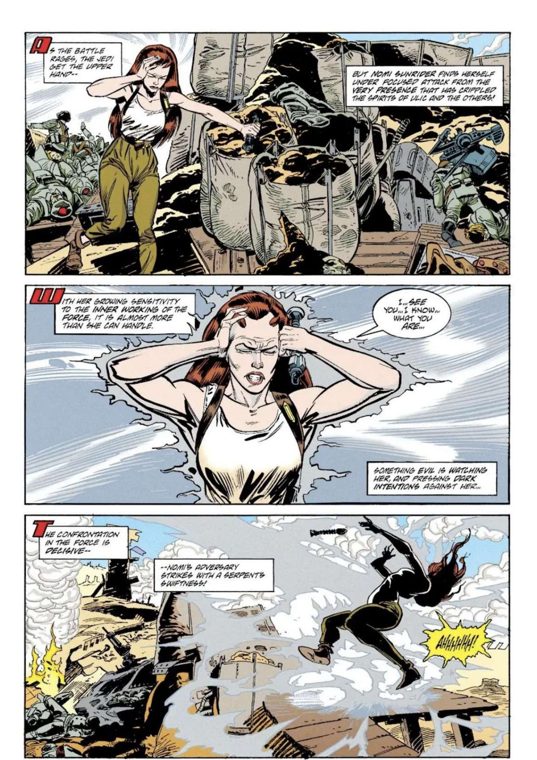 AS THE BATTLE
RAGES, THE JEDI
GET THE UPPER
HAND--
BUT NOMI SUNRIDER FINDS HERSELF
UNDER FOCUSED ATTACK FROM THE
VERY PRESENCE THAT HAS CRIPPLED
THE SPIRITS OF ULIC AND THE OTHERS!
WITH HER GROWING SENSITIVITY
TO THE INNER WORKING OF THE
FORCE, IT IS ALMOST MORE
THAN SHE CAN HANDLE.
I...SEE
YOU...I KNOW...
WHAT YOU
ARE...
SOMETHING EVIL IS WATCHING
HER, AND PRESSING DARK
INTENTIONS AGAINST HER...
THE CONFRONTATION
IN THE FORCE IS
DECISIVE--
--NOMI'S ADVERSARY
STRIKES WITH A SERPENT'S
SWIFTNESS!
AHHHHHH!